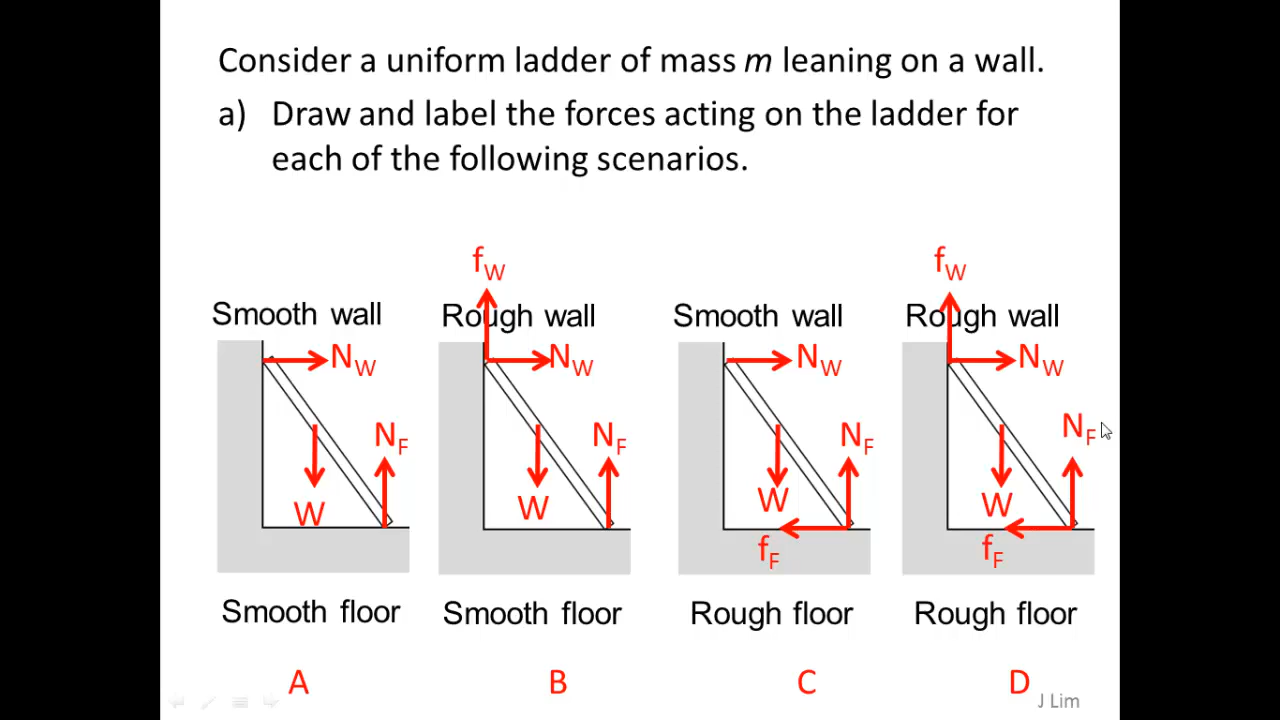 Consider a uniform ladder of mass m leaning on a wall.
a) Draw and label the forces acting on the ladder for
each of the following scenarios.
fW
fW
Smooth wall
Rough wall
Smooth wall
Rough wall
NW
NW
NW
NW
NF
NF
NF
NF
W
W
W
W
fF
fF
Smooth floor
Smooth floor
Rough floor
Rough floor
A
B
C
D
J Lim